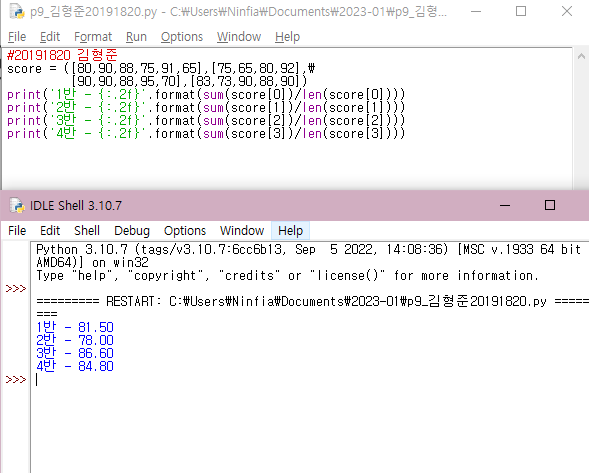 p9_김형준20191820.py - C:₩Users₩Ninfia₩Documents₩2023-01₩p9_김형...
File Edit Format Run Options Window Help
#20191820 김형준
score = ([80,90,88,75,91,65],[75,65,80,92],₩
[90,90,88,95,70],[83,73,90,88,90])
print('1반 - {:.2f}'.format(sum(score[0])/len(score[0])))
print('2반 - {:.2f}'.format(sum(score[1])/len(score[1])))
print('3반 - {:.2f}'.format(sum(score[2])/len(score[2])))
print('4반 - {:.2f}'.format(sum(score[3])/len(score[3])))
IDLE Shell 3.10.7
File Edit Shell Debug Options Window Help
Python 3.10.7 (tags/v3.10.7:6cc6b13, Sep  5 2022, 14:08:36) [MSC v.1933 64 bit
AMD64)] on win32
Type "help", "copyright", "credits" or "license()" for more information.
>>>
========= RESTART: C:₩Users₩Ninfia₩Documents₩2023-01₩p9_김형준20191820.py =====
===
1반 - 81.50
2반 - 78.00
3반 - 86.60
4반 - 84.80
>>>